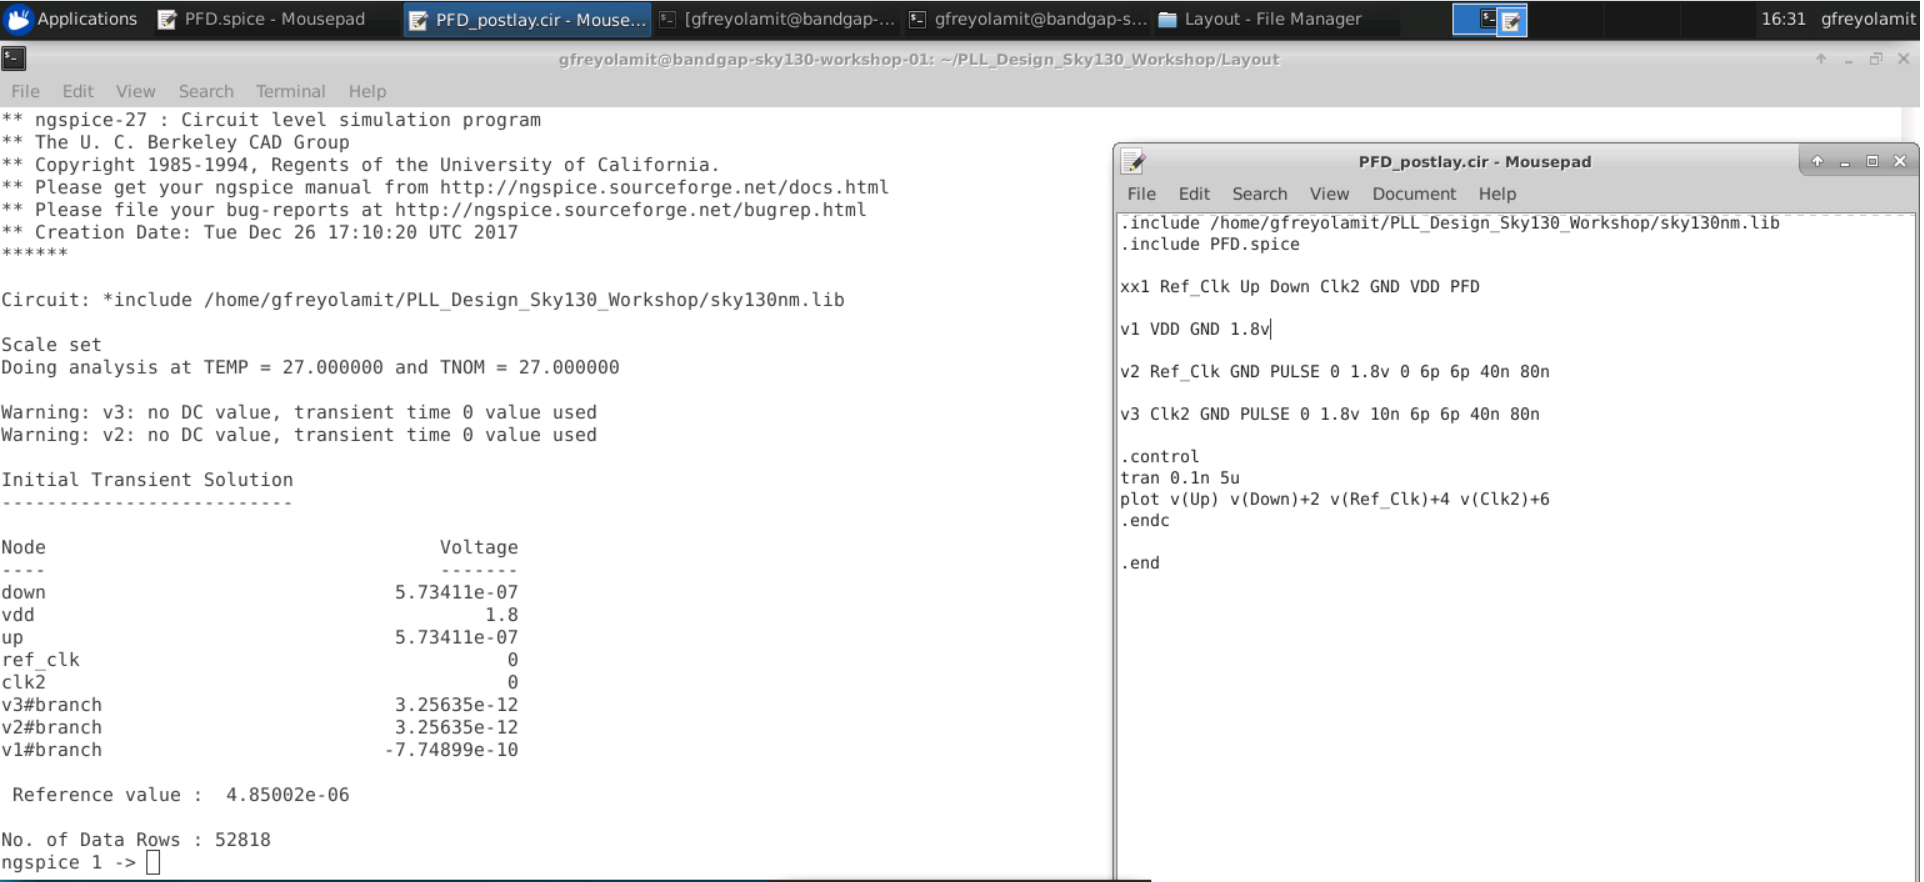 Applications
PFD.spice - Mousepad
PFD_postlay.cir - Mouse...
[gfreyolamit@bandgap-...
gfreyolamit@bandgap-s...
Layout - File Manager
16:31
gfreyolamit
gfreyolamit@bandgap-sky130-workshop-01: ~/PLL_Design_Sky130_Workshop/Layout
File Edit View Search Terminal Help
** ngspice-27 : Circuit level simulation program
** The U. C. Berkeley CAD Group
** Copyright 1985-1994, Regents of the University of California.
** Please get your ngspice manual from http://ngspice.sourceforge.net/docs.html
** Please file your bug-reports at http://ngspice.sourceforge.net/bugrep.html
** Creation Date: Tue Dec 26 17:10:20 UTC 2017
******
Circuit: *include /home/gfreyolamit/PLL_Design_Sky130_Workshop/sky130nm.lib
Scale set
Doing analysis at TEMP = 27.000000 and TNOM = 27.000000
Warning: v3: no DC value, transient time 0 value used
Warning: v2: no DC value, transient time 0 value used
Initial Transient Solution
--------------------------
Node Voltage
---- -------
down 5.73411e-07
vdd 1.8
up 5.73411e-07
ref_clk 0
clk2 0
v3#branch 3.25635e-12
v2#branch 3.25635e-12
v1#branch -7.74899e-10
Reference value : 4.85002e-06
No. of Data Rows : 52818
ngspice 1 ->
PFD_postlay.cir - Mousepad
File Edit Search View Document Help
.include /home/gfreyolamit/PLL_Design_Sky130_Workshop/sky130nm.lib
.include PFD.spice
xx1 Ref_Clk Up Down Clk2 GND VDD PFD
v1 VDD GND 1.8v
v2 Ref_Clk GND PULSE 0 1.8v 0 6p 6p 40n 80n
v3 Clk2 GND PULSE 0 1.8v 10n 6p 6p 40n 80n
.control
tran 0.1n 5u
plot v(Up) v(Down)+2 v(Ref_Clk)+4 v(Clk2)+6
.endc
.end